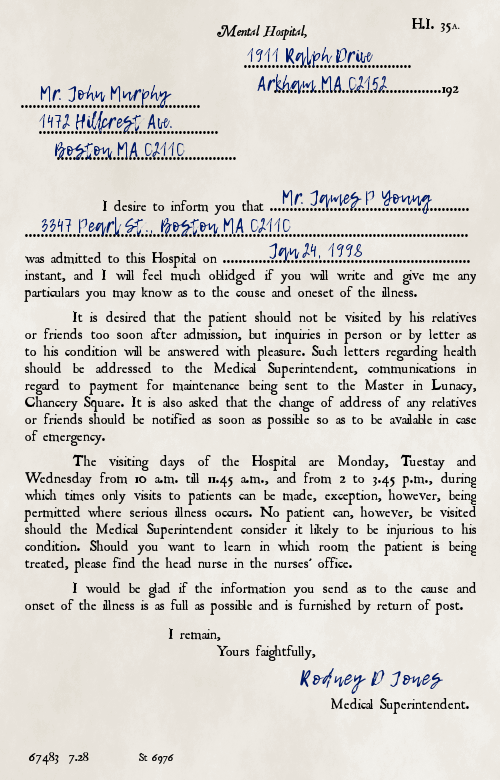 Mental Hospital,
H.I. 35A.
1911 Ralph Drive
Arkham MA 02152 192
Mr. John Murphy
1472 Hillcrest Ave.
Boston MA 02110
I desire to inform you that Mr. James P Young
3347 Pearl St., Boston MA 02110
was admitted to this Hospital on Jan 24, 1998
instant, and I will feel much oblidged if you will write and give me any
particulars you may know as to the couse and oneset of the illness.
It is desired that the patient should not be visited by his relatives
or friends too soon after admission, but inquiries in person or by letter as
to his condition will be answered with pleasure. Such letters regarding health
should be addressed to the Medical Superintendent, communications in
regard to payment for maintenance being sent to the Master in Lunacy,
Chancery Square. It is also asked that the change of address of any relatives
or friends should be notified as soon as possible so as to be available in case
of emergency.
The visiting days of the Hospital are Monday, Tuestay and
Wednesday from 10 a.m. till 11.45 a.m., and from 2 to 3.45 p.m., during
which times only visits to patients can be made, exception, however, being
permitted where serious illness occurs. No patient can, however, be visited
should the Medical Superintendent consider it likely to be injurious to his
condition. Should you want to learn in which room the patient is being
treated, please find the head nurse in the nurses' office.
I would be glad if the information you send as to the cause and
onset of the illness is as full as possible and is furnished by return of post.
I remain,
Yours faightfully,
Rodney D Jones
Medical Superintendent.
67483 7.28 St 6976